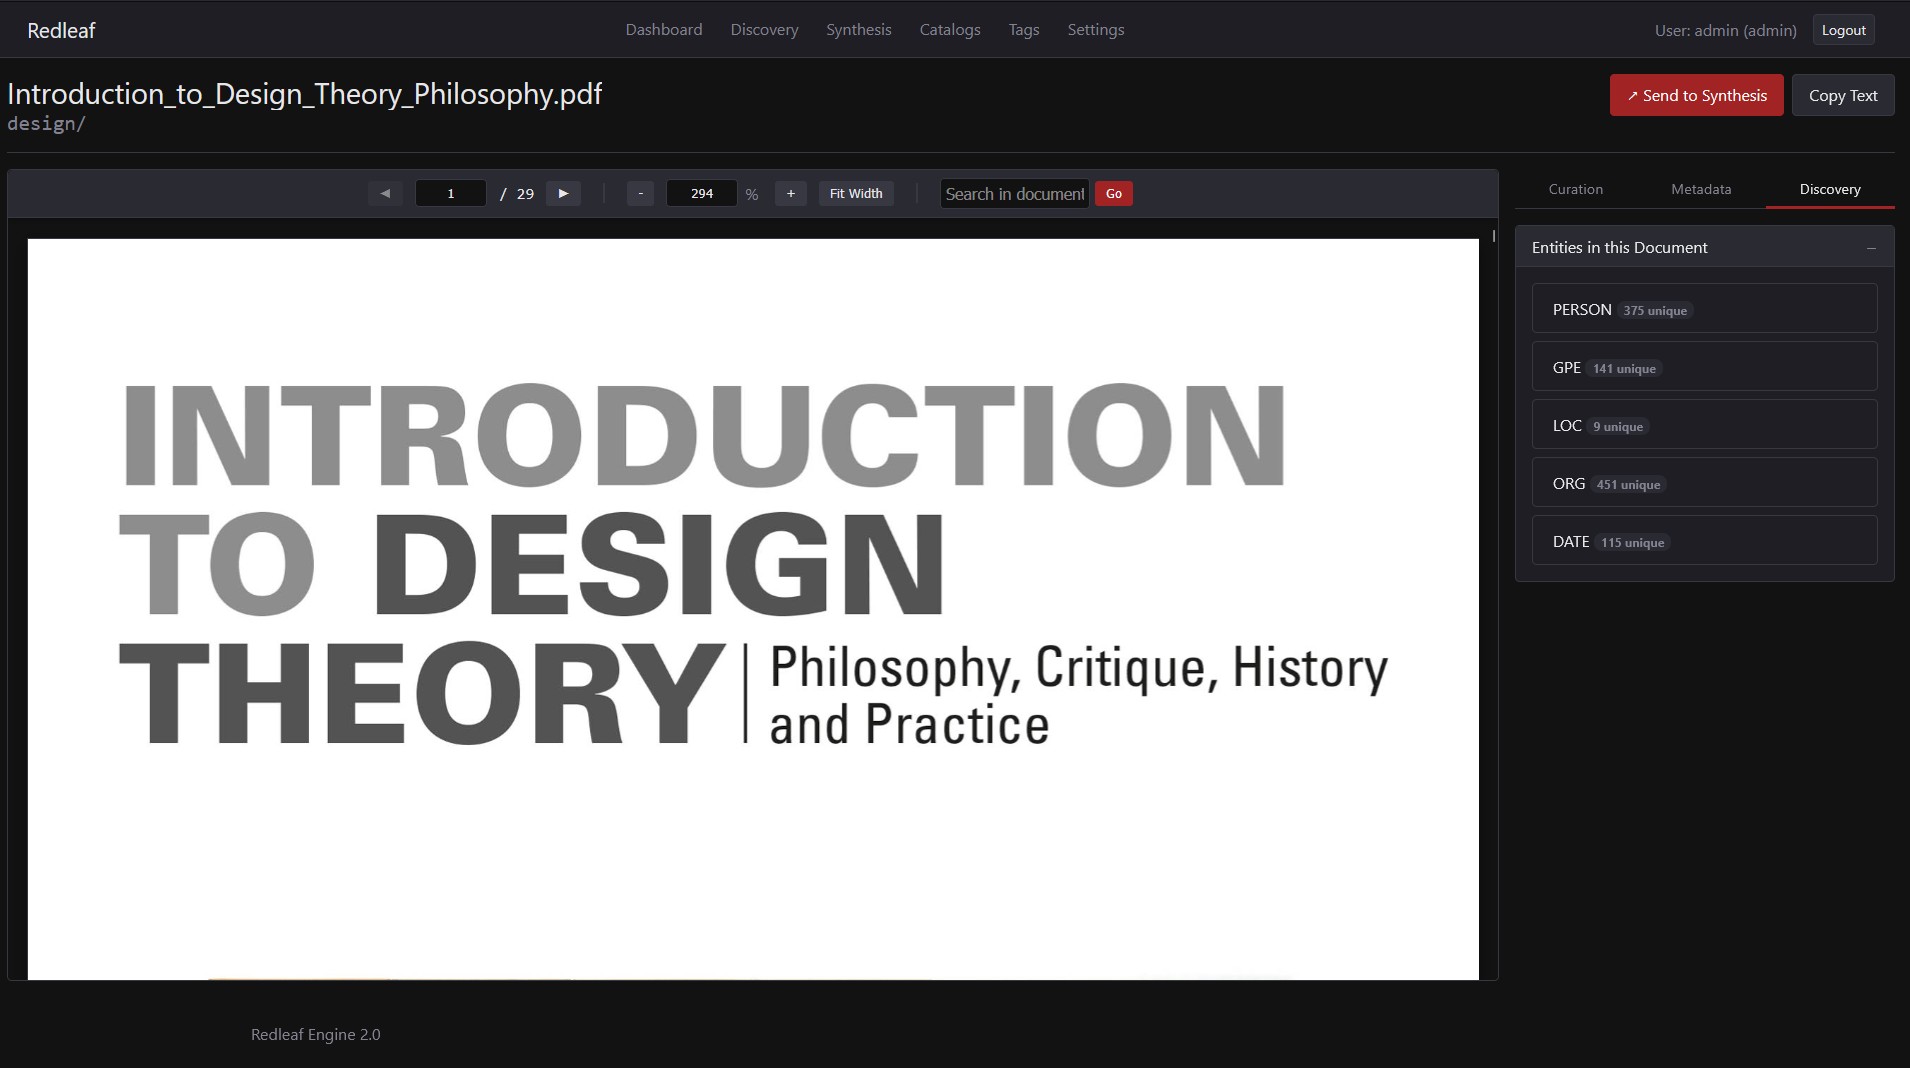 Redleaf
Dashboard Discovery Synthesis Catalogs Tags Settings
User: admin (admin) Logout
Introduction_to_Design_Theory_Philosophy.pdf
design/
↗ Send to Synthesis Copy Text
◀ 1 / 29 ▶ - 294 % + Fit Width Search in document Go
Curation Metadata Discovery
Entities in this Document –
PERSON 375 unique
GPE 141 unique
LOC 9 unique
ORG 451 unique
DATE 115 unique
INTRODUCTION
TO DESIGN
THEORY
Philosophy, Critique, History
and Practice
Redleaf Engine 2.0